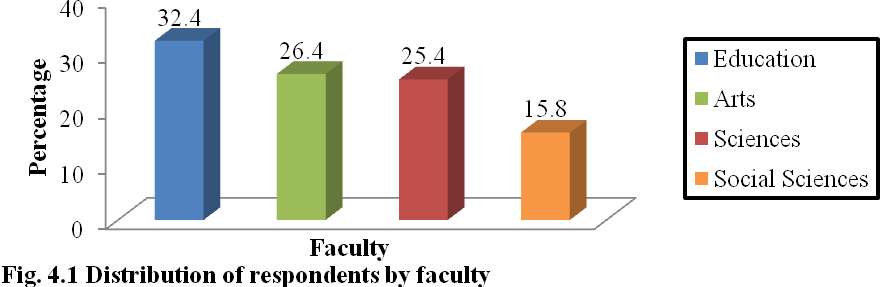 40
30
20
10
0
Percentage
32.4
26.4
25.4
15.8
Faculty
Education
Arts
Sciences
Social Sciences
Fig. 4.1 Distribution of respondents by faculty